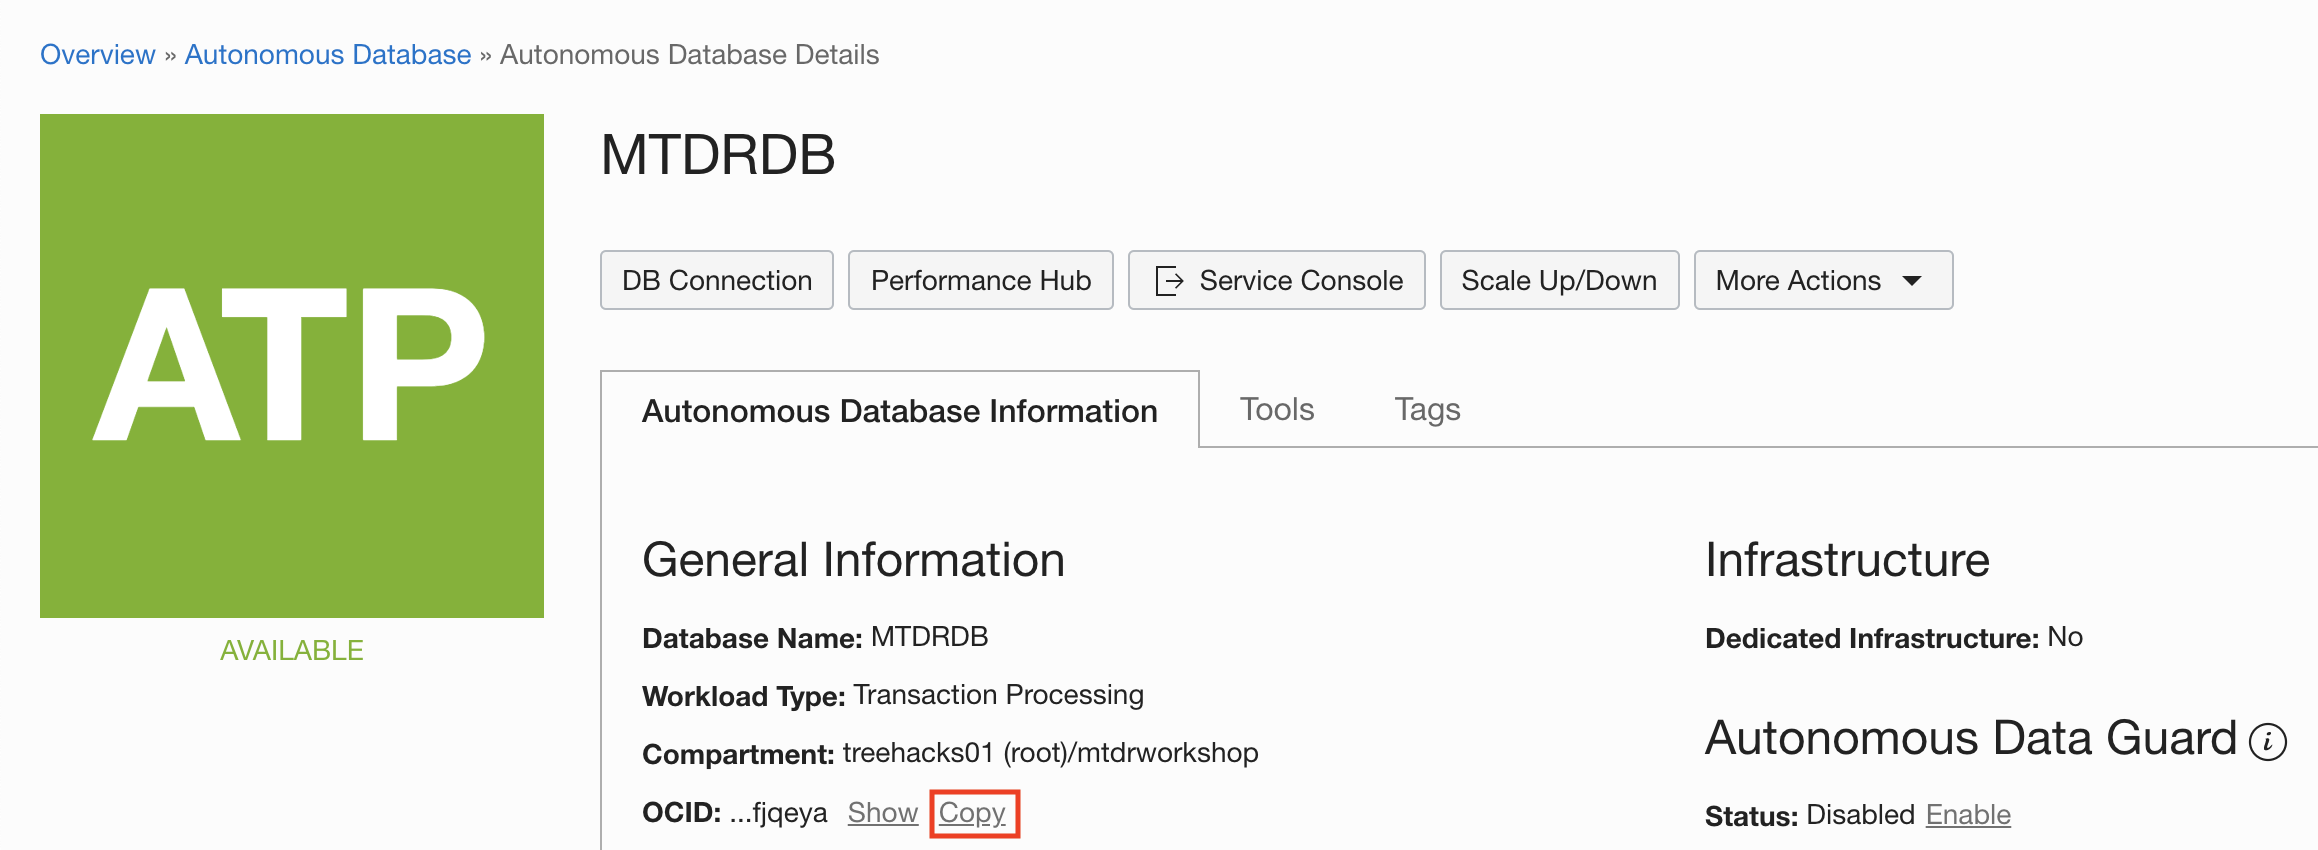 Overview » Autonomous Database » Autonomous Database Details
ATP
AVAILABLE
MTDRDB
DB Connection Performance Hub Service Console Scale Up/Down More Actions
Autonomous Database Information Tools Tags
General Information
Database Name: MTDRDB
Workload Type: Transaction Processing
Compartment: treehacks01 (root)/mtdrworkshop
OCID: ...fjqeya Show Copy
Infrastructure
Dedicated Infrastructure: No
Autonomous Data Guard i
Status: Disabled Enable